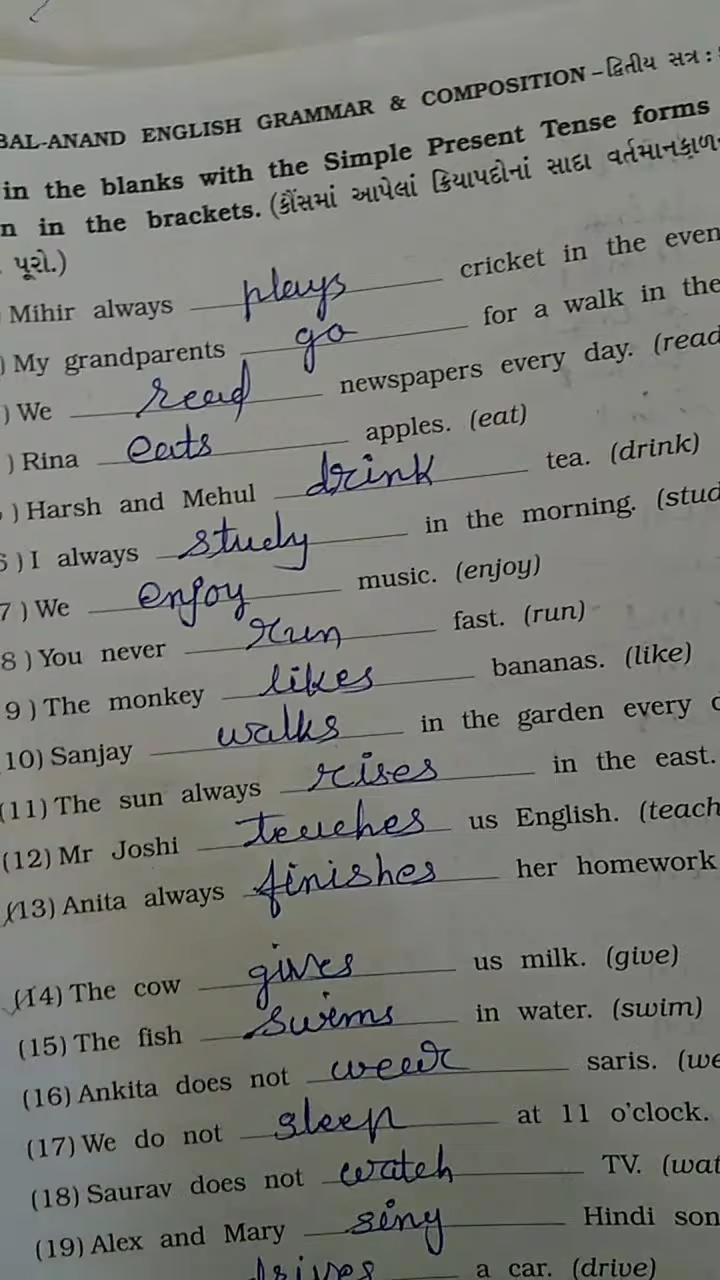 BAL-ANAND ENGLISH GRAMMAR & COMPOSITION – દ્વિતીય સત્ર :
in the blanks with the Simple Present Tense forms
n in the brackets. (કૌંસમાં આપેલાં ક્રિયાપદોનાં સાદા વર્તમાનકાળ
પૂરો.)
Mihir always plays cricket in the even
) My grandparents go for a walk in the
) We read newspapers every day. (read
) Rina eats apples. (eat)
) Harsh and Mehul drink tea. (drink)
6) I always study in the morning. (stud
7) We enjoy music. (enjoy)
8) You never run fast. (run)
9) The monkey likes bananas. (like)
10) Sanjay walks in the garden every
(11) The sun always rises in the east.
(12) Mr Joshi teaches us English. (teach
(13) Anita always finishes her homework
(14) The cow gives us milk. (give)
(15) The fish swims in water. (swim)
(16) Ankita does not wear saris. (we
(17) We do not sleep at 11 o'clock.
(18) Saurav does not watch TV. (wat
(19) Alex and Mary sing Hindi son
drives a car. (drive)